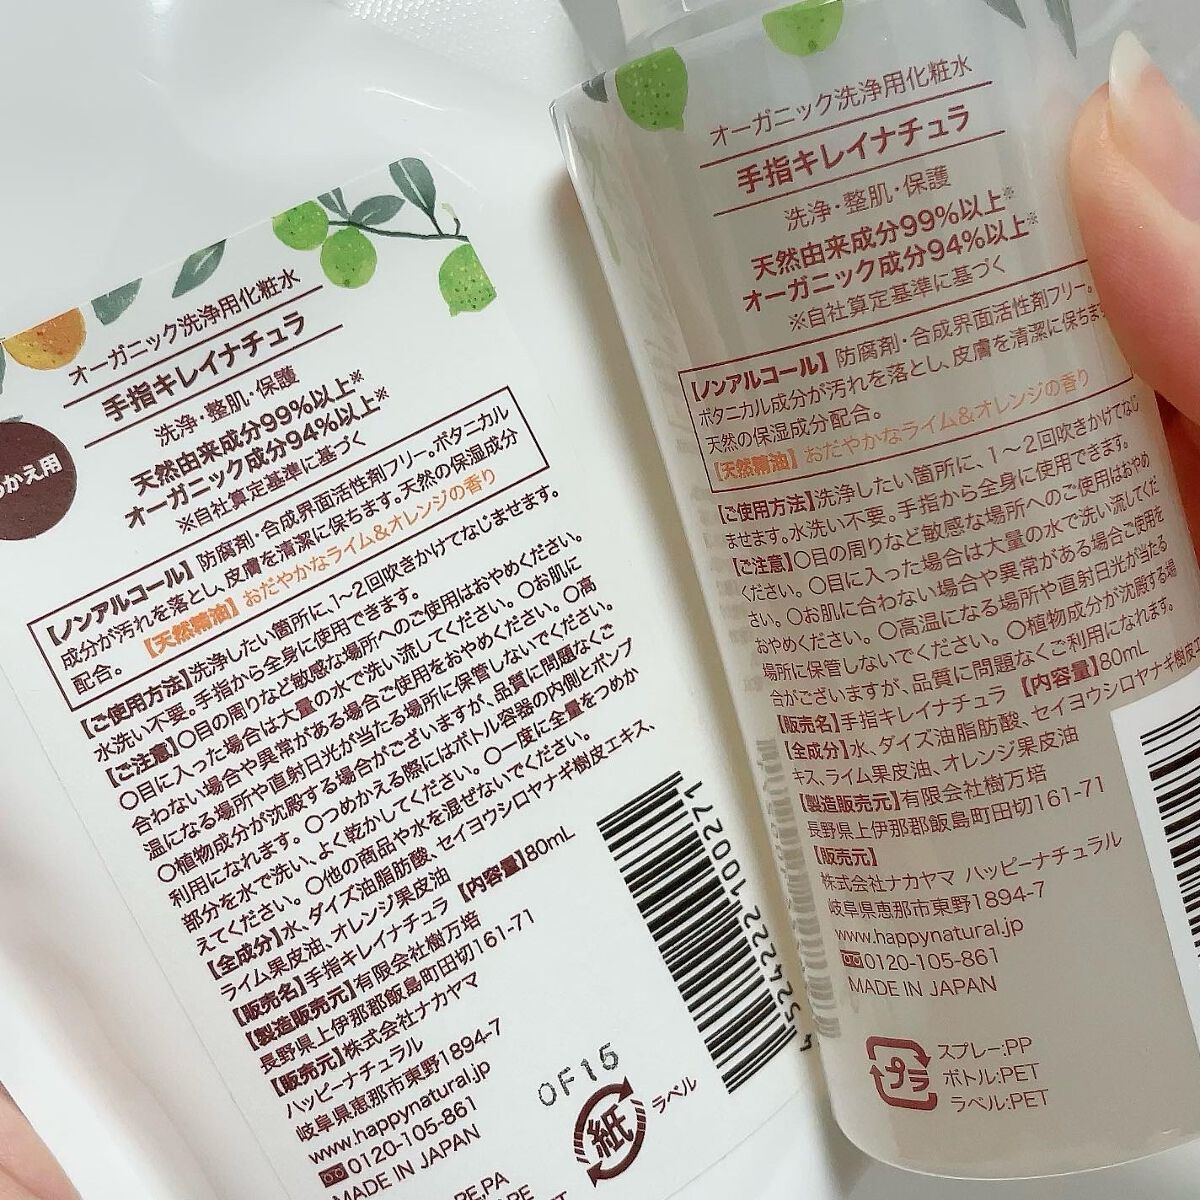 オーガニック洗浄用化粧水
手指キレイナチュラ
洗浄・整肌・保護
天然由来成分99%以上※
オーガニック成分94%以上※
※自社算定基準に基づく
かえ用
【ノンアルコール】防腐剤・合成界面活性剤フリー。ボタニカル
成分が汚れを落とし、皮膚を清潔に保ちます。天然の保湿成分
配合。【天然精油】おだやかなライム&オレンジの香り
【ご使用方法】洗浄したい箇所に、1~2回吹きかけてなじませます。
水洗い不要。手指から全身に使用できます。
【ご注意】〇目の周りなど敏感な場所へのご使用はおやめください。
〇目に入った場合は大量の水で洗い流してください。〇お肌に
合わない場合や異常がある場合ご使用をおやめください。〇高
温になる場所や直射日光が当たる場所に保管しないでください。
〇植物成分が沈殿する場合がございますが、品質に問題なくご
利用になれます。〇つめかえる際にはボトル容器の内側とポンプ
部分を水で洗い、よく乾かしてください。〇一度に全量をつめか
えてください。〇他の商品や水を混ぜないでください。
【全成分】水、ダイズ油脂肪酸、セイヨウシロヤナギ樹皮エキス、
ライム果皮油、オレンジ果皮油
【販売名】手指キレイナチュラ【内容量】80mL
【製造販売元】有限会社樹万培
長野県上伊那郡飯島町田切161-71
【販売元】株式会社ナカヤマ
ハッピーナチュラル
岐阜県恵那市東野1894-7
www.happynatural.jp
0120-105-861
MADE IN JAPAN
4 524222 100271
0F15
紙
ラベル
オーガニック洗浄用化粧水
手指キレイナチュラ
洗浄・整肌・保護
天然由来成分99%以上※
オーガニック成分94%以上※
※自社算定基準に基づく
【ノンアルコール】防腐剤・合成界面活性剤フリー。
ボタニカル成分が汚れを落とし、皮膚を清潔に保ちます
天然の保湿成分配合。
【天然精油】おだやかなライム&オレンジの香り
【ご使用方法】洗浄したい箇所に、1~2回吹きかけてなじ
ませます。水洗い不要。手指から全身に使用できます。
【ご注意】〇目の周りなど敏感な場所へのご使用はおやめ
ください。〇目に入った場合は大量の水で洗い流してくだ
さい。〇お肌に合わない場合や異常がある場合ご使用を
おやめください。〇高温になる場所や直射日光が当たる
場所に保管しないでください。〇植物成分が沈殿する場
合がございますが、品質に問題なくご利用になれます。
【販売名】手指キレイナチュラ【内容量】80mL
【全成分】水、ダイズ油脂肪酸、セイヨウシロヤナギ樹皮エ
キス、ライム果皮油、オレンジ果皮油
【製造販売元】有限会社樹万培
長野県上伊那郡飯島町田切161-71
【販売元】
株式会社ナカヤマ ハッピーナチュラル
岐阜県恵那市東野1894-7
www.happynatural.jp
0120-105-861
MADE IN JAPAN
プラ
スプレー:PP
ボトル:PET
ラベル:PET